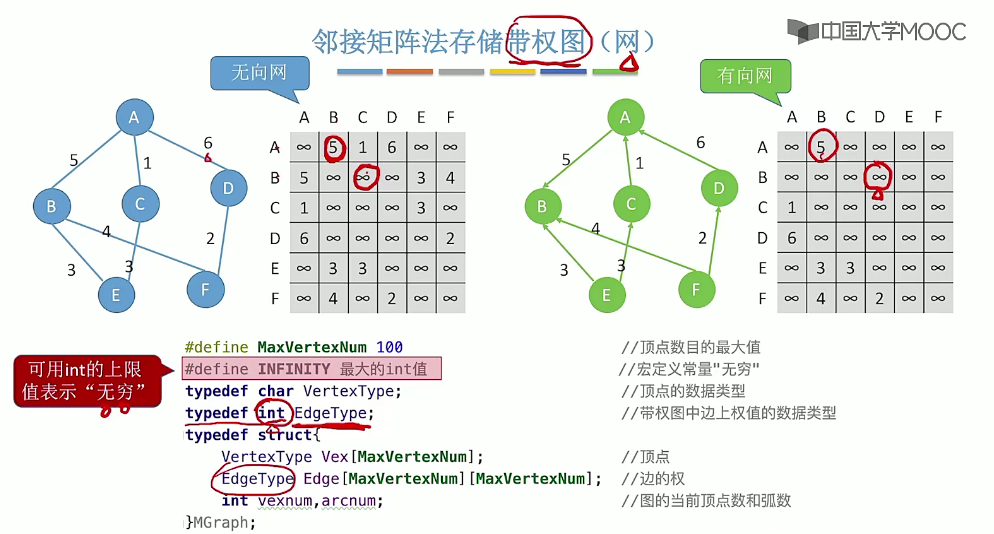 邻接矩阵法存储带权图（网）
中国大学MOOC
无向网
A
B
C
D
E
F
5
1
6
4
2
3
3
A B C D E F
A ∞ 5 1 6 ∞ ∞
B 5 ∞ ∞ ∞ 3 4
C 1 ∞ ∞ ∞ 3 ∞
D 6 ∞ ∞ ∞ ∞ 2
E ∞ 3 3 ∞ ∞ ∞
F ∞ 4 ∞ 2 ∞ ∞
有向网
A
B
C
D
E
F
5
1
6
4
2
3
3
A B C D E F
A ∞ 5 ∞ ∞ ∞ ∞
B ∞ ∞ ∞ ∞ ∞ ∞
C 1 ∞ ∞ ∞ ∞ ∞
D 6 ∞ ∞ ∞ ∞ ∞
E ∞ 3 3 ∞ ∞ ∞
F ∞ 4 ∞ 2 ∞ ∞
可用int的上限
值表示“无穷”
#define MaxVertexNum 100 //顶点数目的最大值
#define INFINITY 最大的int值 //宏定义常量"无穷"
typedef char VertexType; //顶点的数据类型
typedef int EdgeType; //带权图中边上权值的数据类型
typedef struct{
VertexType Vex[MaxVertexNum]; //顶点
EdgeType Edge[MaxVertexNum][MaxVertexNum]; //边的权
int vexnum,arcnum; //图的当前顶点数和弧数
}MGraph;